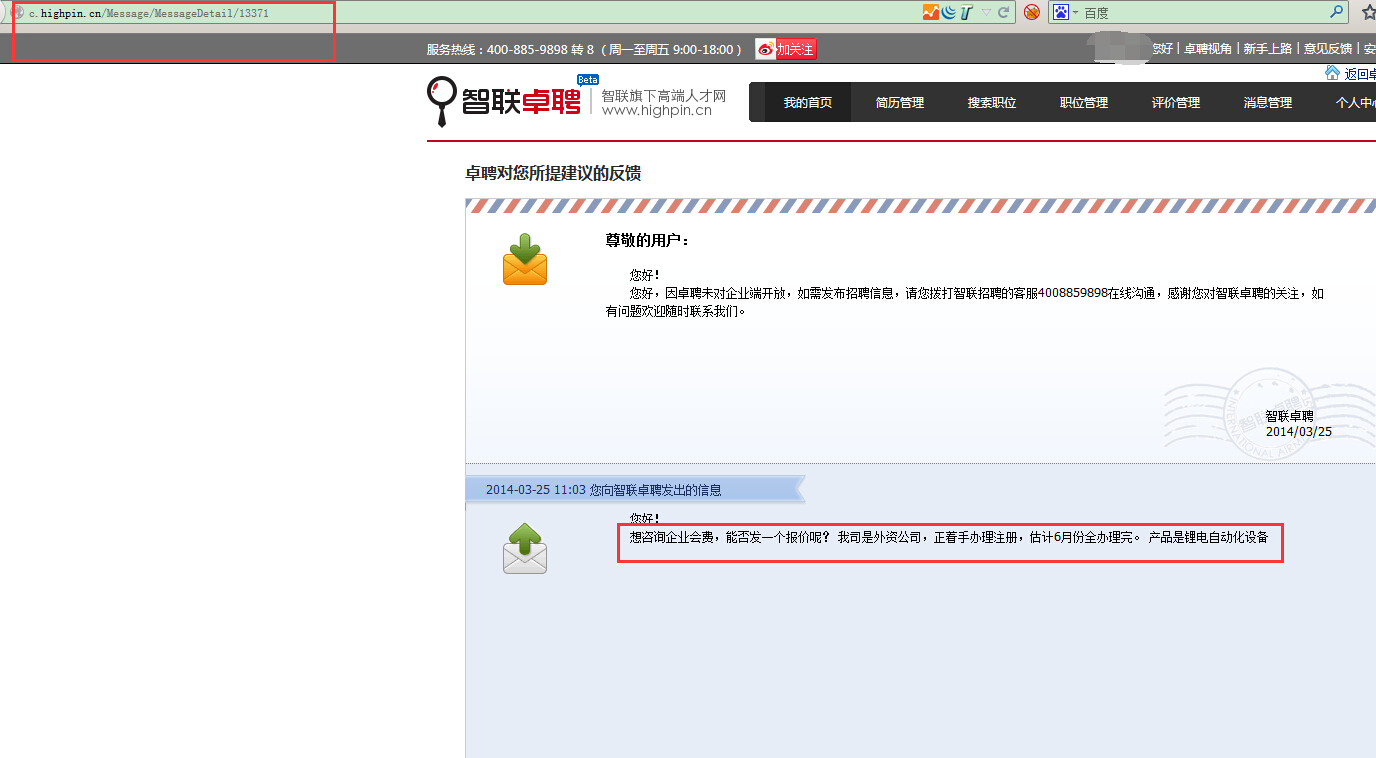 c.highpin.cn/Message/MessageDetail/13371
百度
服务热线：400-885-9898 转 8 （ 周一至周五 9:00-18:00 ）
加关注
您好 | 卓聘视角 | 新手上路 | 意见反馈 | 安
返回卓
智联卓聘
Beta
智联旗下高端人才网
www.highpin.cn
我的首页
简历管理
搜索职位
职位管理
评价管理
消息管理
个人中心
卓聘对您所提建议的反馈
尊敬的用户：
您好！
您好，因卓聘未对企业端开放，如需发布招聘信息，请您拨打智联招聘的客服4008859898在线沟通，感谢您对智联卓聘的关注，如
有问题欢迎随时联系我们。
智联卓聘
2014/03/25
2014-03-25 11:03 您向智联卓聘发出的信息
您好！
想咨询企业会费，能否发一个报价呢？ 我司是外资公司，正着手办理注册，估计6月份全办理完。 产品是锂电自动化设备